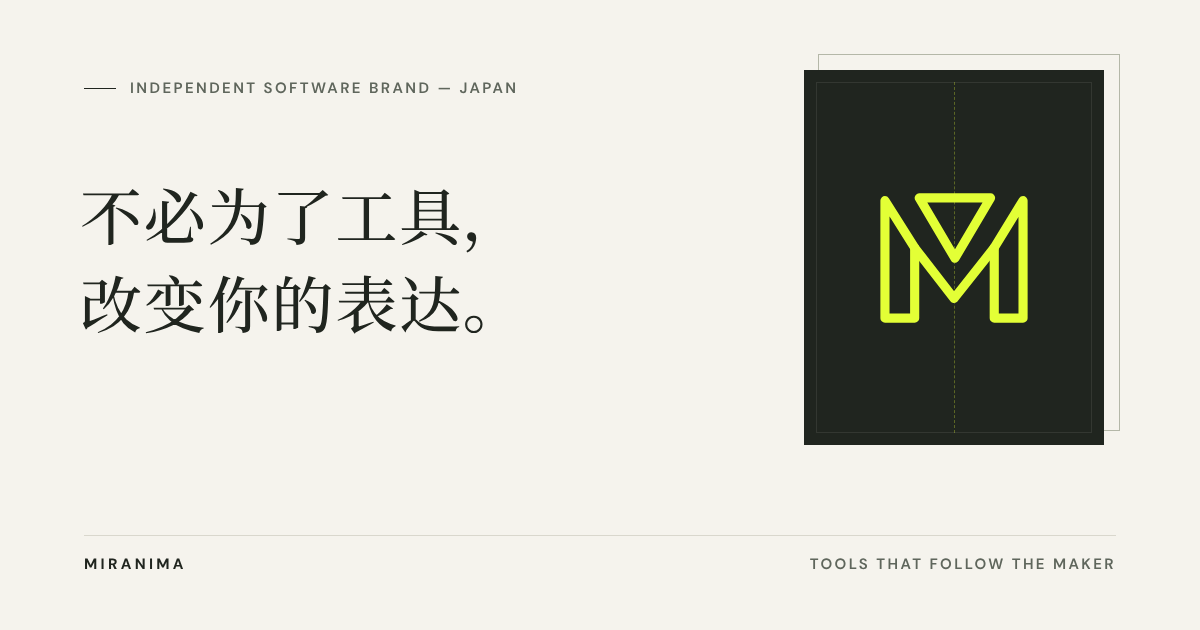 INDEPENDENT SOFTWARE BRAND — JAPAN
不必为了工具,
改变你的表达。
MIRANIMA
TOOLS THAT FOLLOW THE MAKER